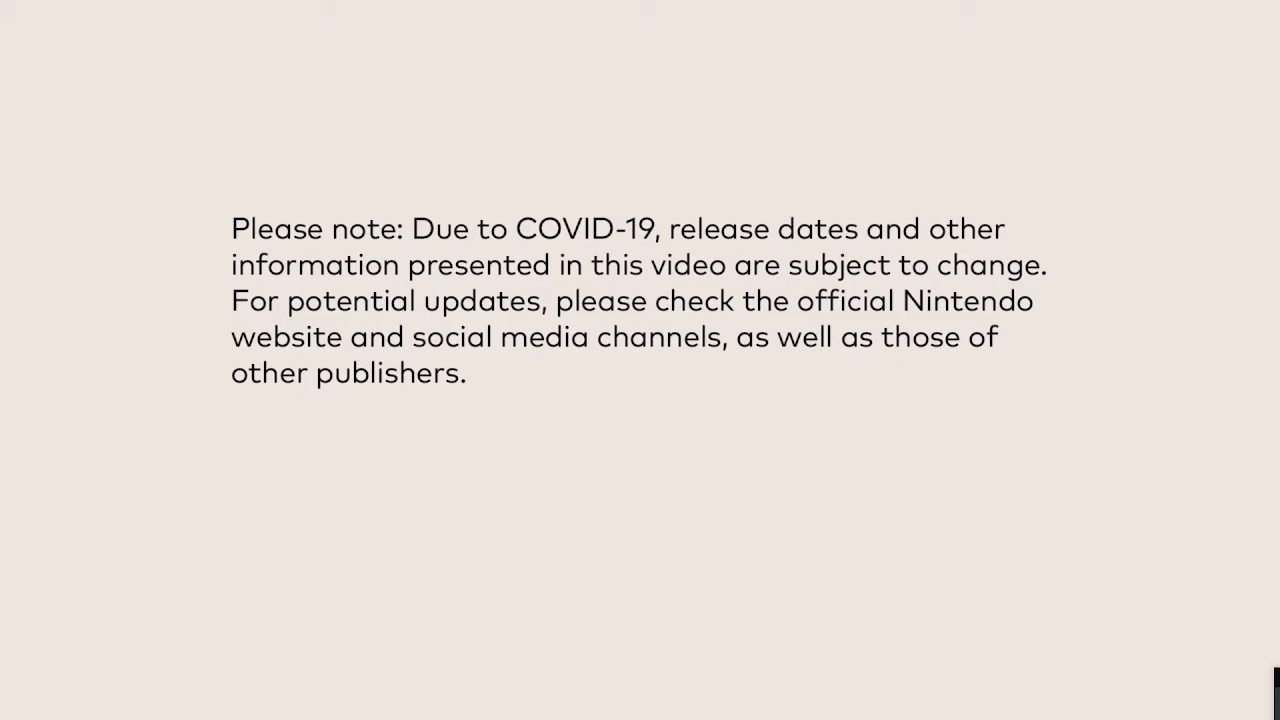 Please note: Due to COVID-19, release dates and other
information presented in this video are subject to change.
For potential updates, please check the official Nintendo
website and social media channels, as well as those of
other publishers.